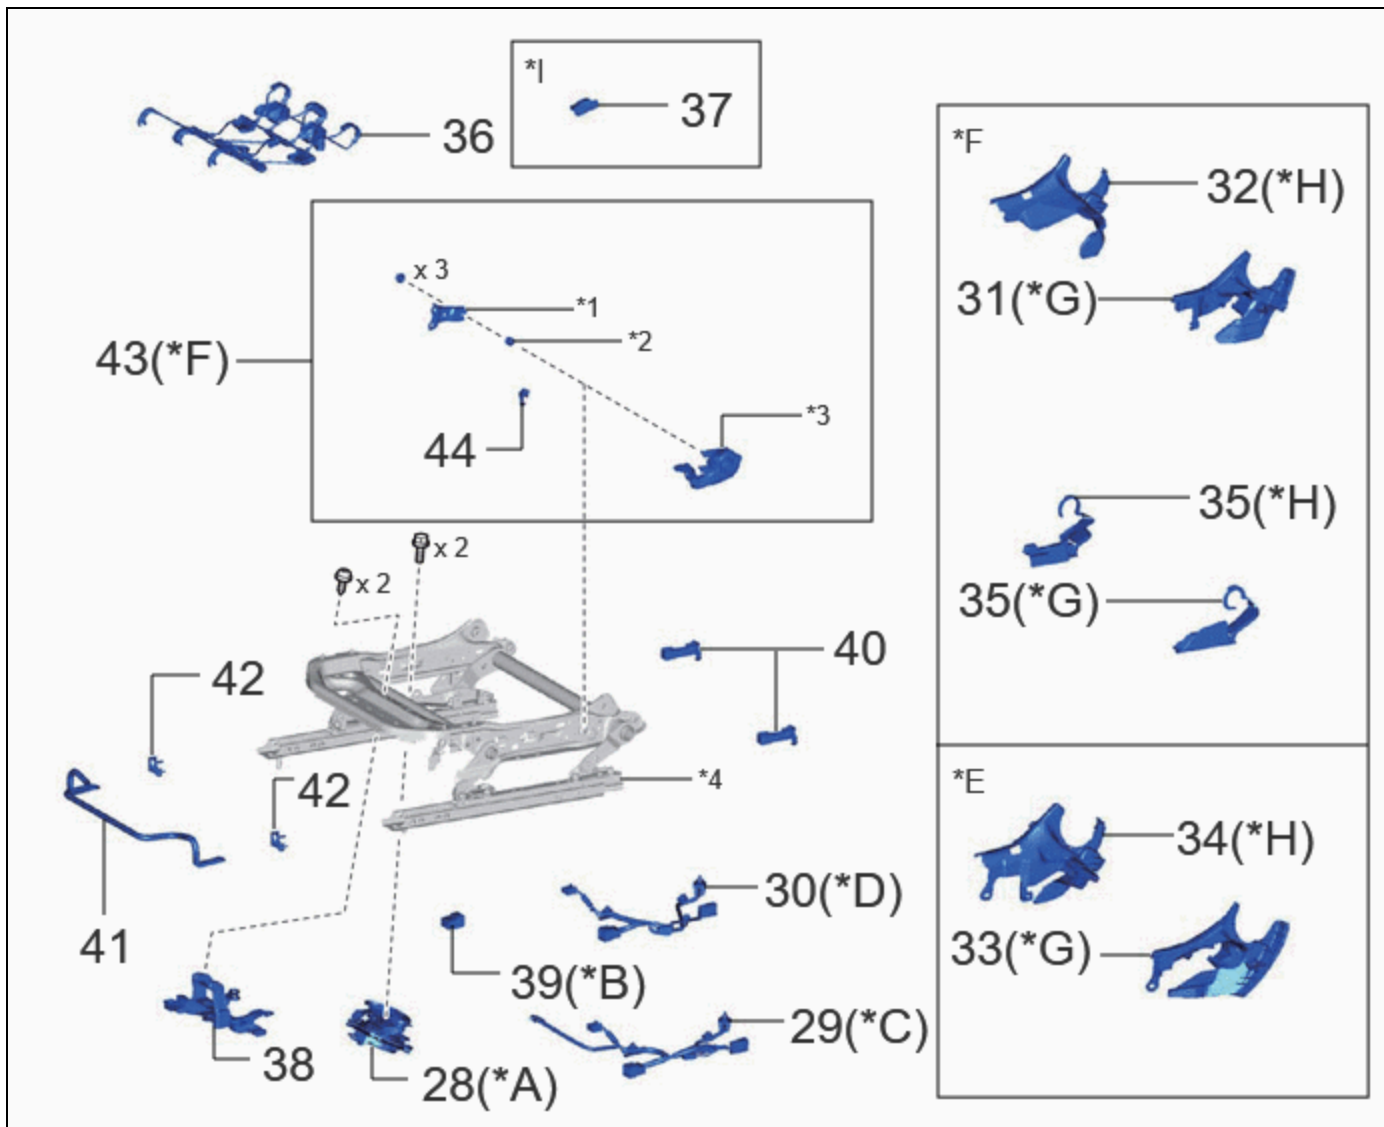 *I
37
36
*F
32(*H)
31(*G)
x 3
*1
*2
43(*F)
*3
44
35(*H)
35(*G)
x 2
x 2
40
42
*4
42
*E
34(*H)
33(*G)
30(*D)
41
39(*B)
29(*C)
38
28(*A)